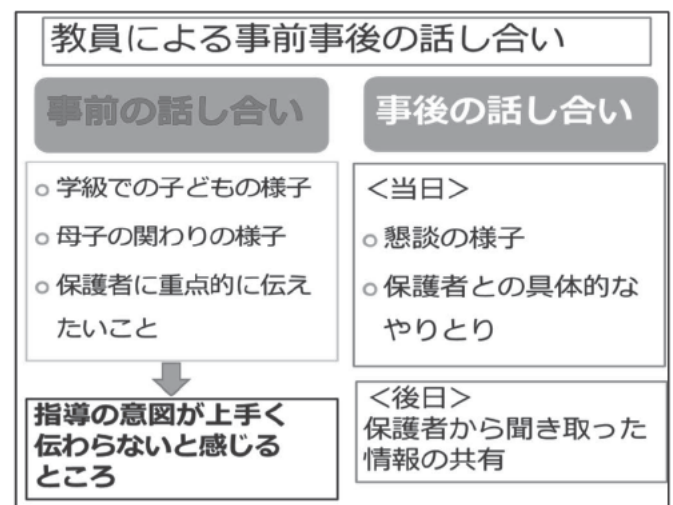 教員による事前事後の話し合い
事前の話し合い
○学級での子どもの様子
○母子の関わりの様子
○保護者に重点的に伝え
たいこと
指導の意図が上手く
伝わらないと感じる
ところ
事後の話し合い
<当日>
○懇談の様子
○保護者との具体的な
やりとり
<後日>
保護者から聞き取った
情報の共有